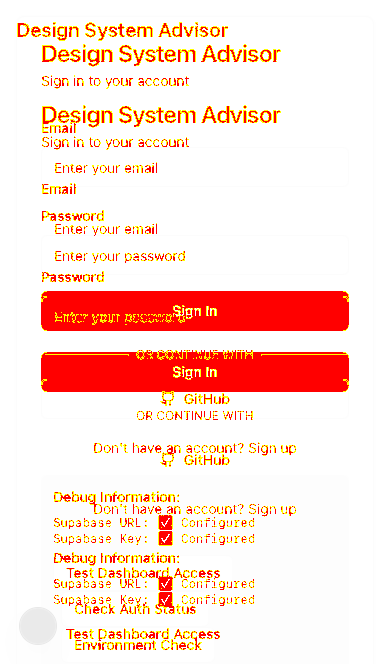 Design System Advisor
Design System Advisor
Sign in to your account
Design System Advisor
Email
Sign in to your account
Enter your email
Email
Password
Enter your email
Enter your password
Password
Sign In
Enter your password
OR CONTINUE WITH
Sign In
GitHub
OR CONTINUE WITH
Don't have an account? Sign up
GitHub
Debug Information:
Don't have an account? Sign up
Supabase URL: ✅ Configured
Supabase Key: ✅ Configured
Debug Information:
Test Dashboard Access
Supabase URL: ✅ Configured
Supabase Key: ✅ Configured
Check Auth Status
Test Dashboard Access
Environment Check